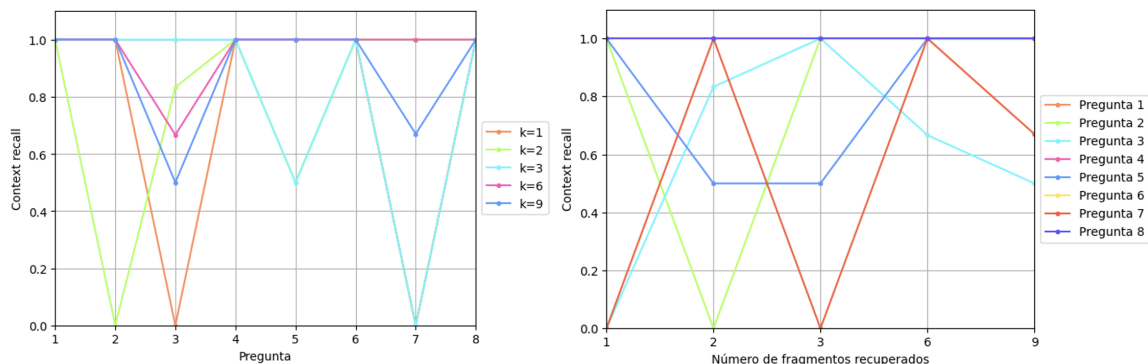 Context recall
1.0
0.8
0.6
0.4
0.2
0.0
1 2 3 4 5 6 7 8
Pregunta
k=1
k=2
k=3
k=6
k=9
Context recall
1.0
0.8
0.6
0.4
0.2
0.0
1 2 3 6 9
Número de fragmentos recuperados
Pregunta 1
Pregunta 2
Pregunta 3
Pregunta 4
Pregunta 5
Pregunta 6
Pregunta 7
Pregunta 8